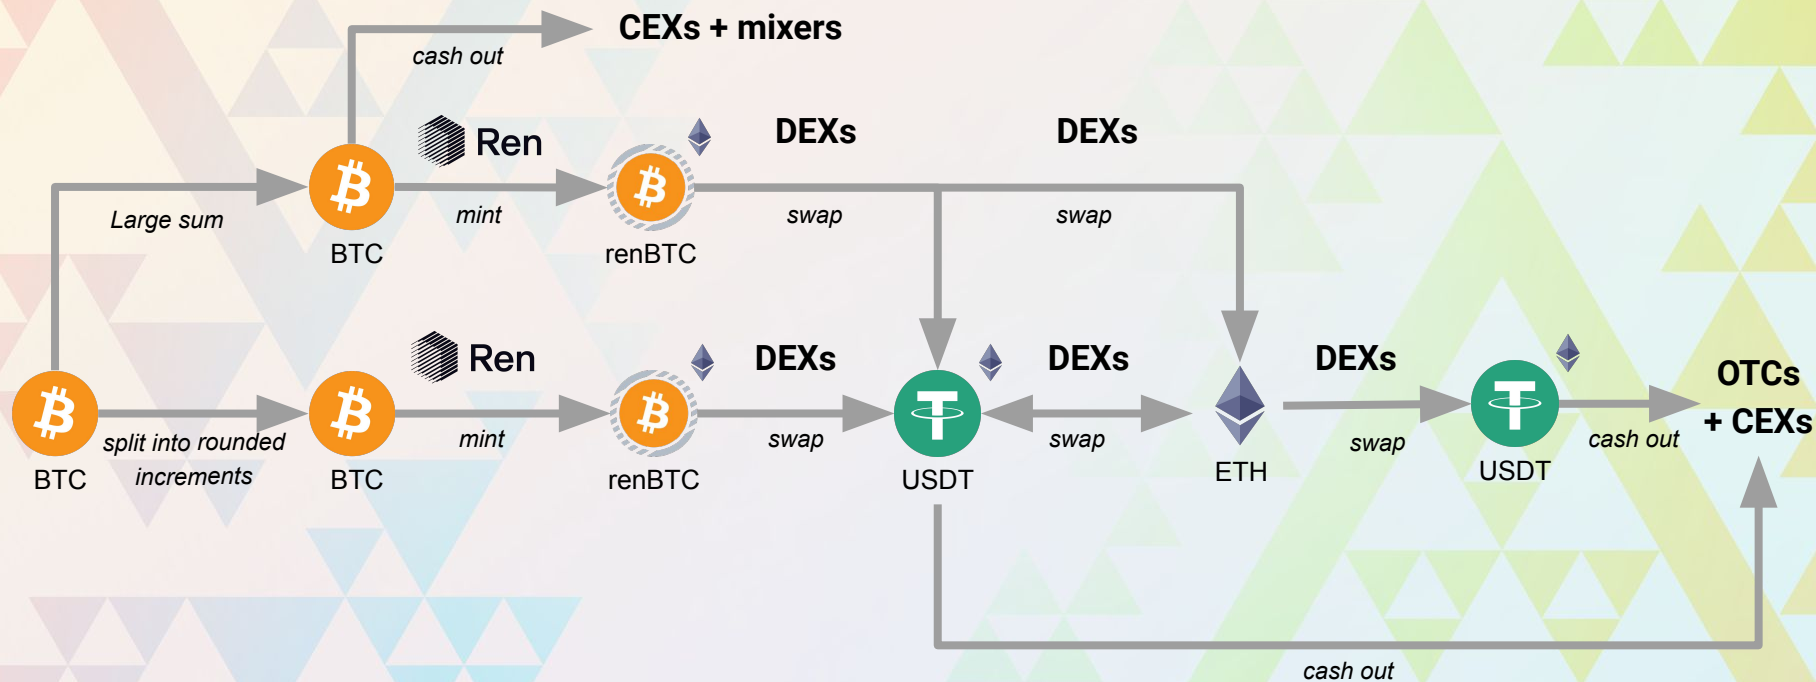 CEXs + mixers
cash out
Ren
DEXs
DEXs
Large sum
mint
swap
swap
BTC
renBTC
Ren
DEXs
DEXs
DEXs
OTCs
+ CEXs
split into rounded
increments
mint
swap
swap
swap
cash out
BTC
BTC
renBTC
USDT
ETH
USDT
cash out